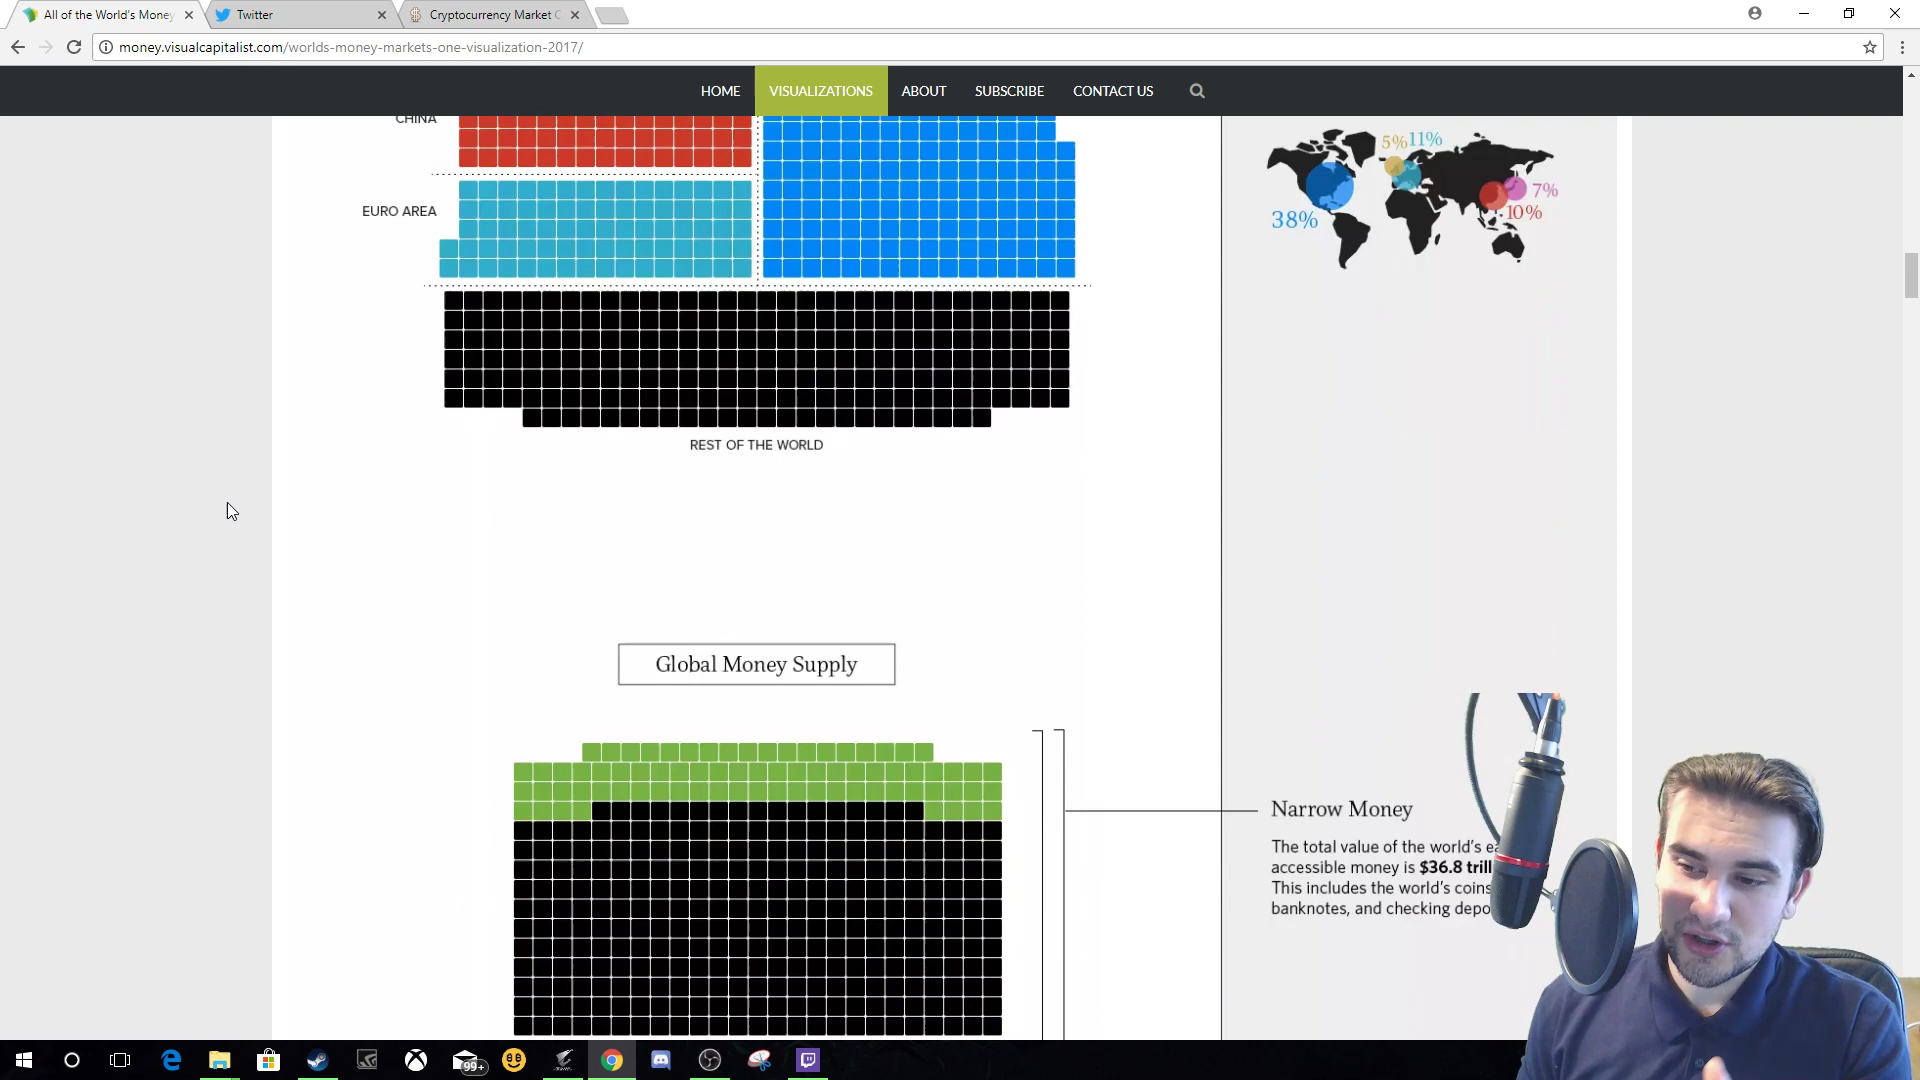 All of the World's Money
Twitter
Cryptocurrency Market C
money.visualcapitalist.com/worlds-money-markets-one-visualization-2017/
HOME
VISUALIZATIONS
ABOUT
SUBSCRIBE
CONTACT US
CHINA
EURO AREA
REST OF THE WORLD
5%
11%
7%
10%
38%
Global Money Supply
Narrow Money
The total value of the world's ea
accessible money is $36.8 trill
This includes the world's coins
banknotes, and checking depo
99+